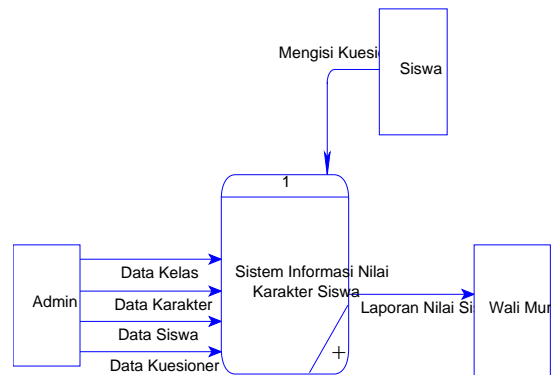 Mengisi Kuesi
Siswa
1
Sistem Informasi Nilai
Karakter Siswa
Admin
Data Kelas
Data Karakter
Data Siswa
Data Kuesioner
Laporan Nilai Si
Wali Mur
+